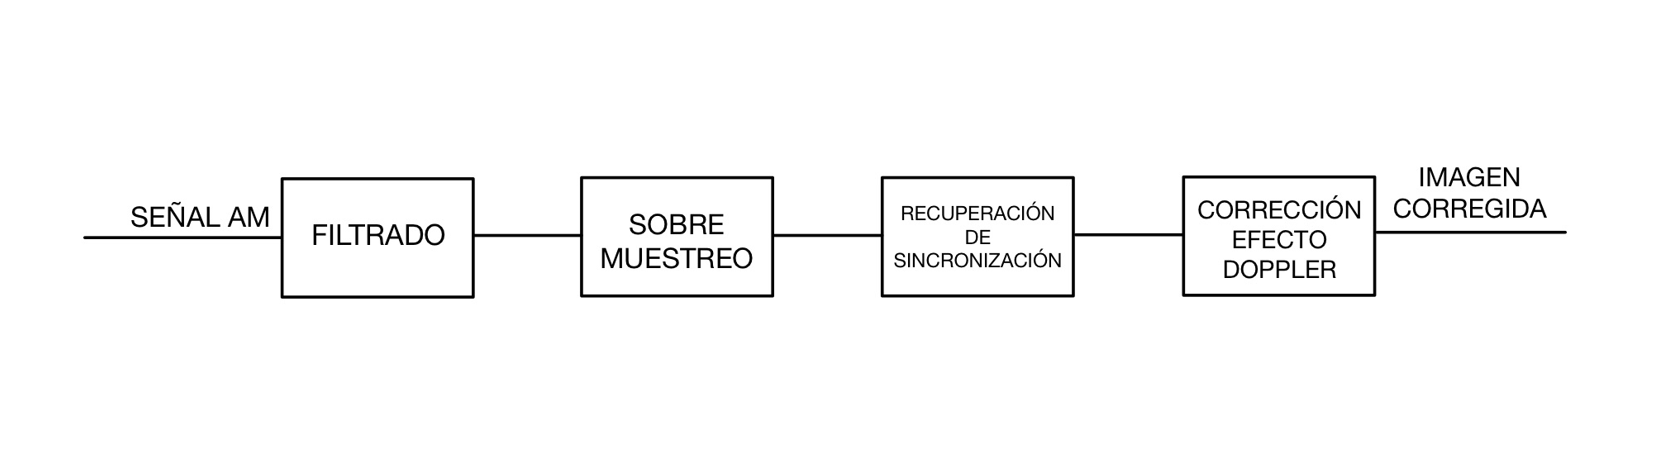 SEÑAL AM
FILTRADO
SOBRE
MUESTREO
RECUPERACIÓN
DE
SINCRONIZACIÓN
CORRECCIÓN
EFECTO
DOPPLER
IMAGEN
CORREGIDA